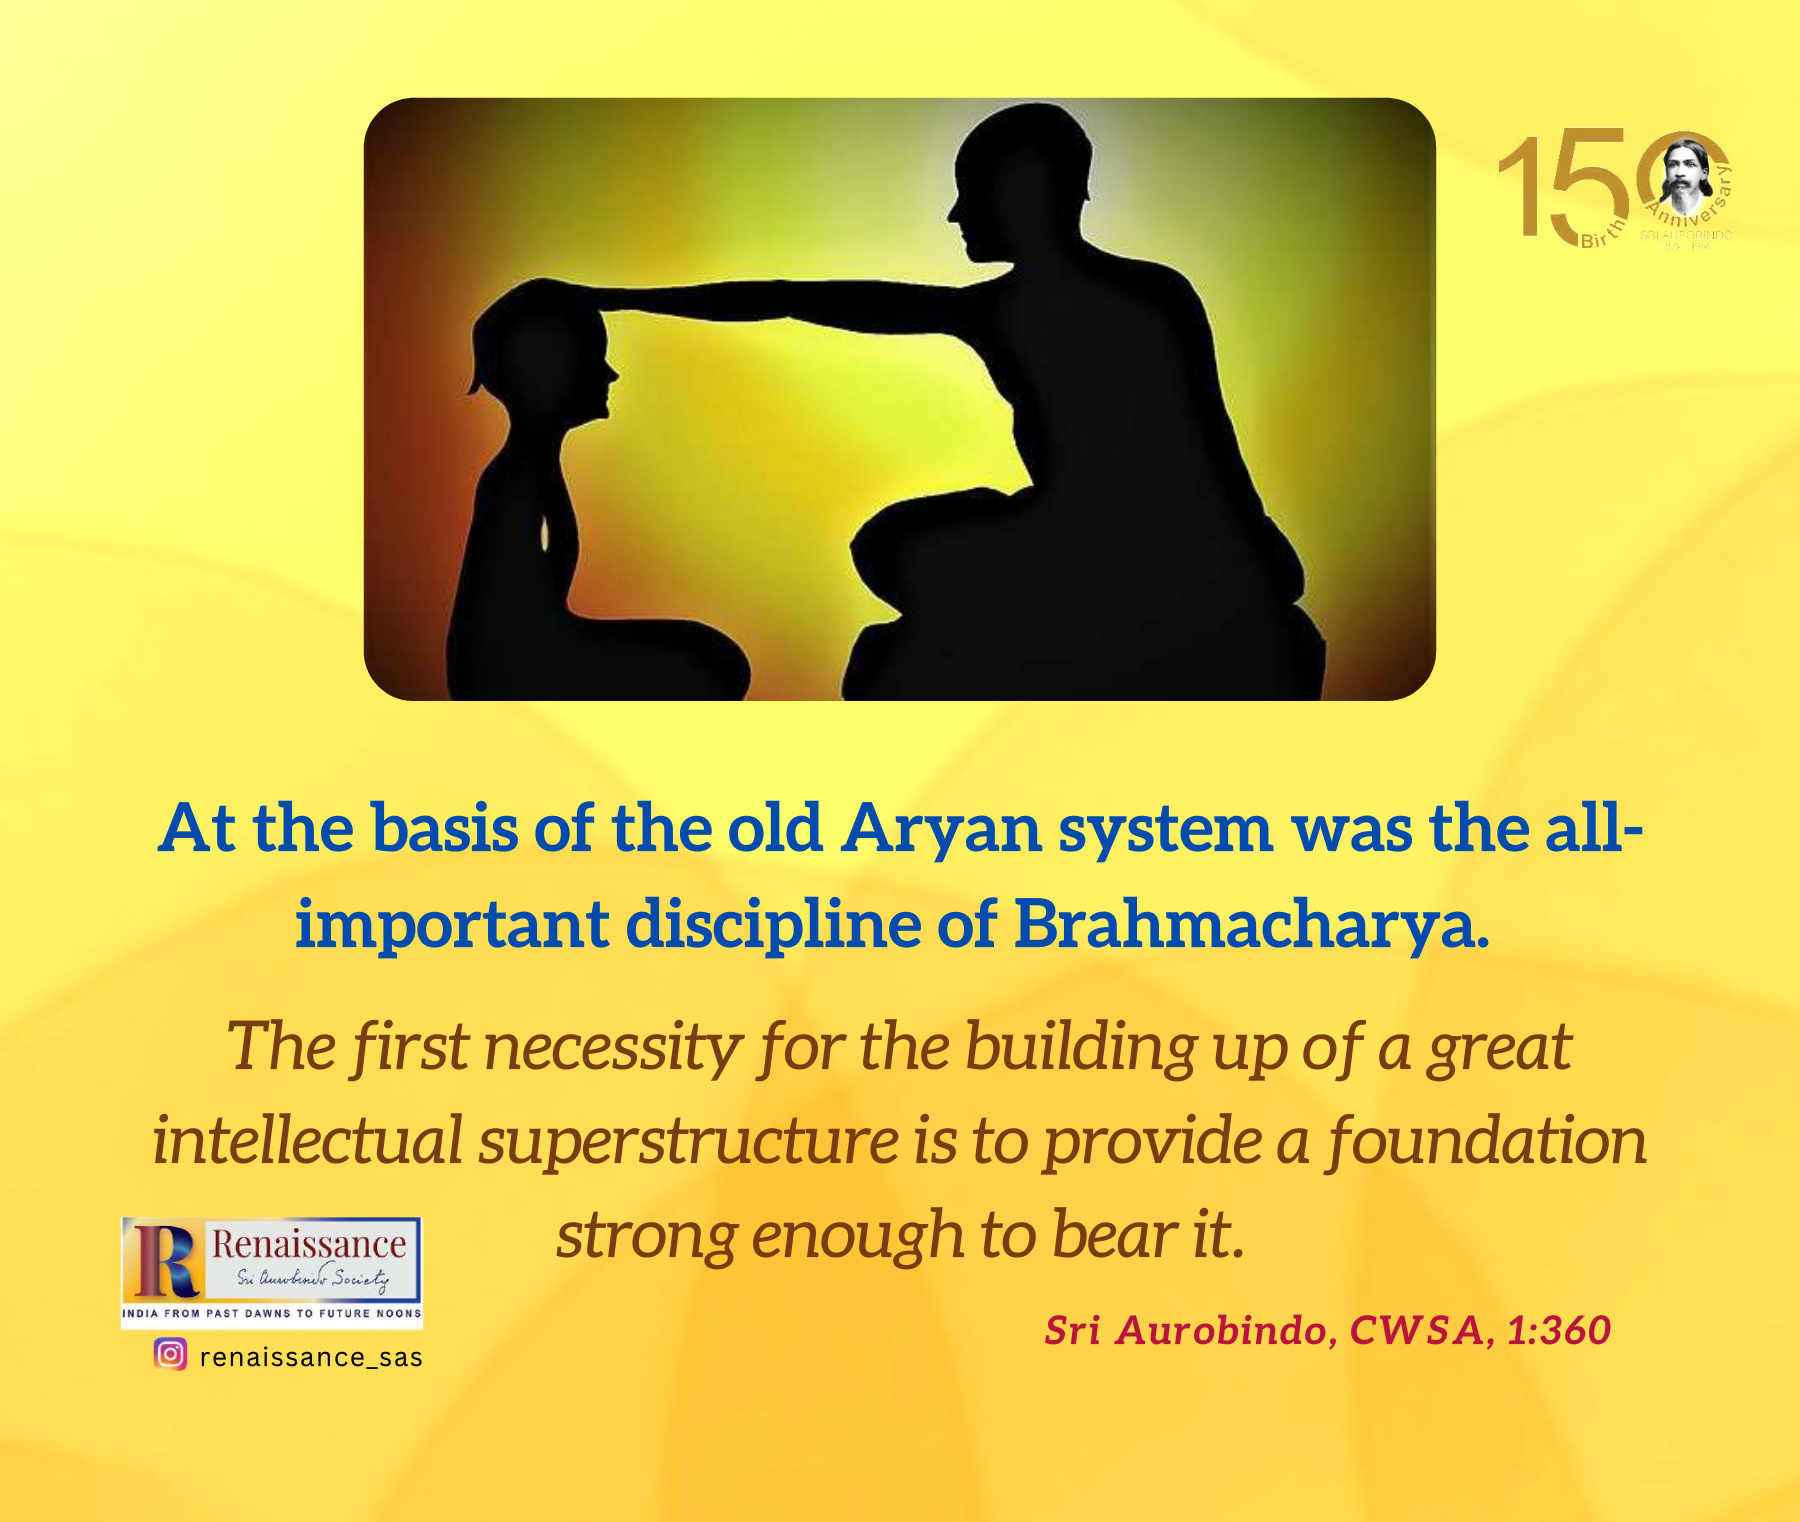 150
Birth Anniversary
SRI AUROBINDO
At the basis of the old Aryan system was the all-
important discipline of Brahmacharya.
The first necessity for the building up of a great
intellectual superstructure is to provide a foundation
strong enough to bear it.
R Renaissance
Sri Aurobindo Society
INDIA FROM PAST DAWNS TO FUTURE NOONS
renaissance_sas
Sri Aurobindo, CWSA, 1:360